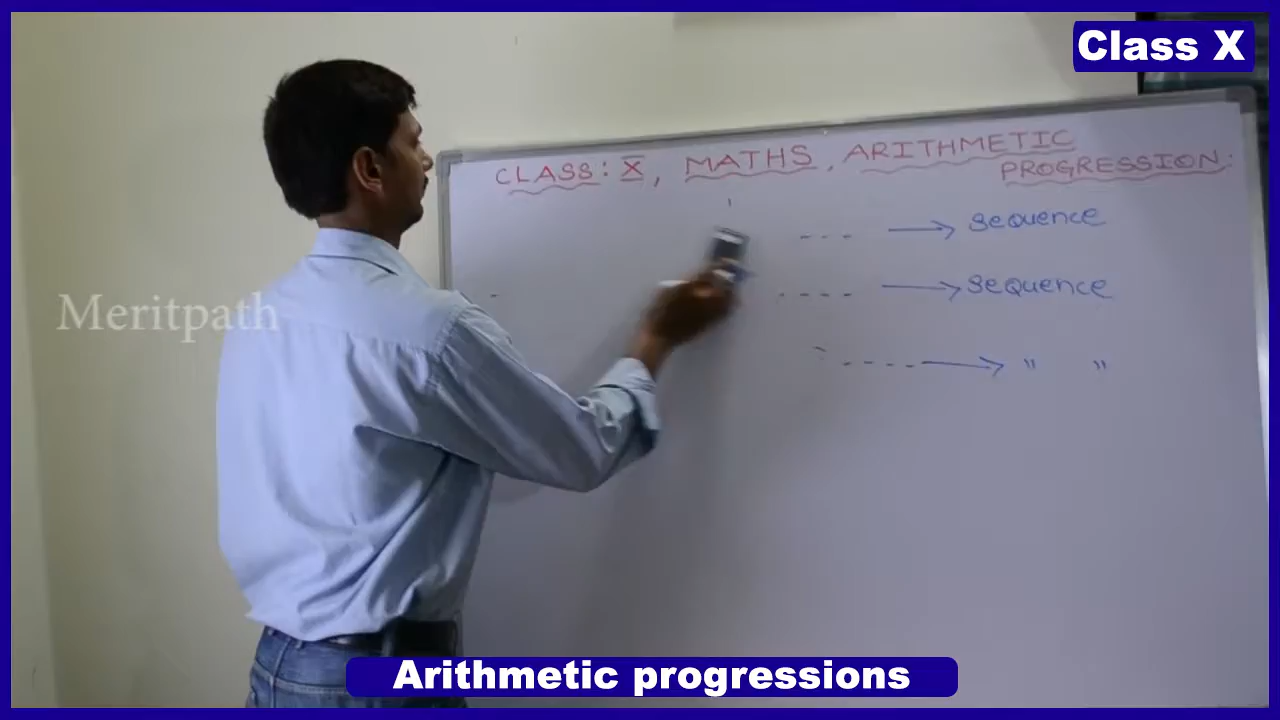 Class X
CLASS: X, MATHS, ARITHMETIC
PROGRESSION.
---- → Sequence
---- → Sequence
---- → " "
Meritpath
Arithmetic progressions